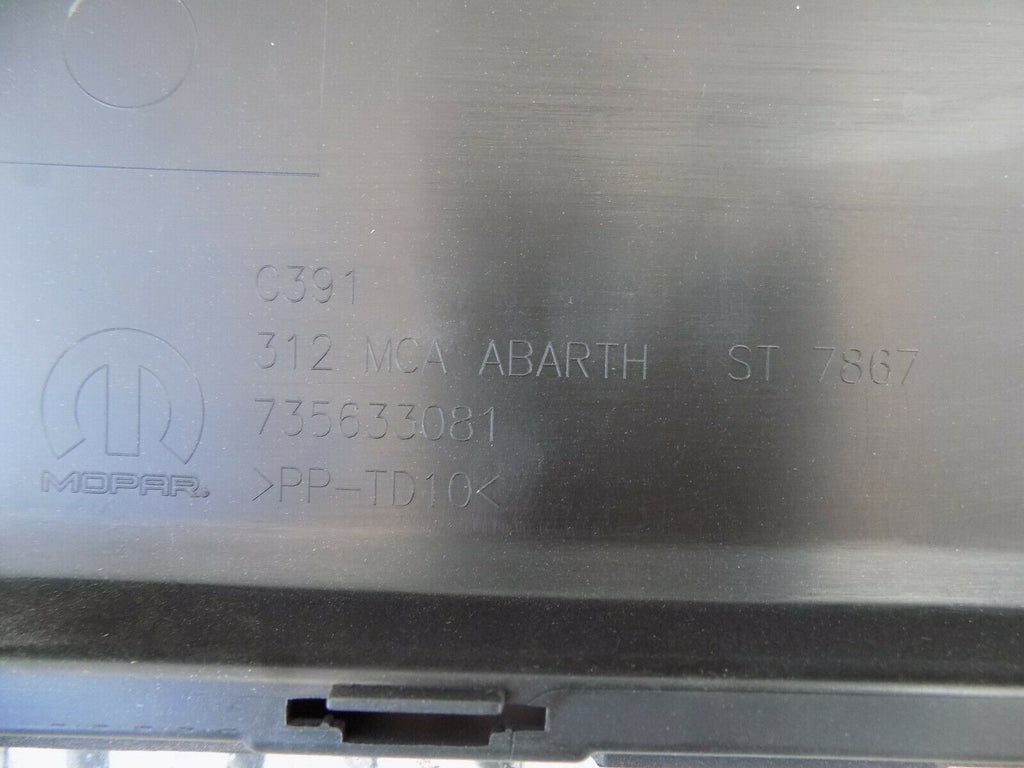 C391
312 MCA ABARTH ST 7867
735633081
>PP-TD10<
MOPAR®